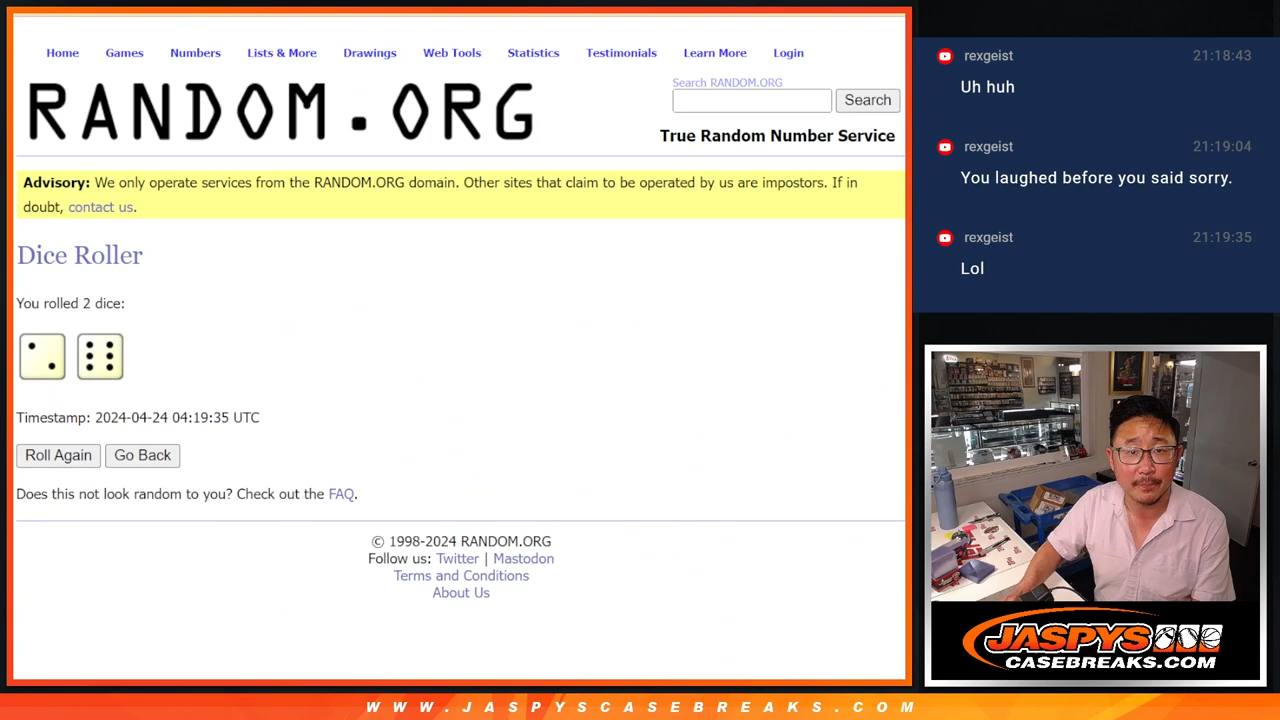 Home Games Numbers Lists & More Drawings Web Tools Statistics Testimonials Learn More Login
RANDOM.ORG
Search RANDOM.ORG
Search
True Random Number Service
Advisory: We only operate services from the RANDOM.ORG domain. Other sites that claim to be operated by us are impostors. If in
doubt, contact us.
Dice Roller
You rolled 2 dice:
Timestamp: 2024-04-24 04:19:35 UTC
Roll Again Go Back
Does this not look random to you? Check out the FAQ.
© 1998-2024 RANDOM.ORG
Follow us: Twitter | Mastodon
Terms and Conditions
About Us
rexgeist 21:18:43
Uh huh
rexgeist 21:19:04
You laughed before you said sorry.
rexgeist 21:19:35
Lol
JASPYS
CASEBREAKS.COM
WWW.JASPYSCASEBREAKS.COM